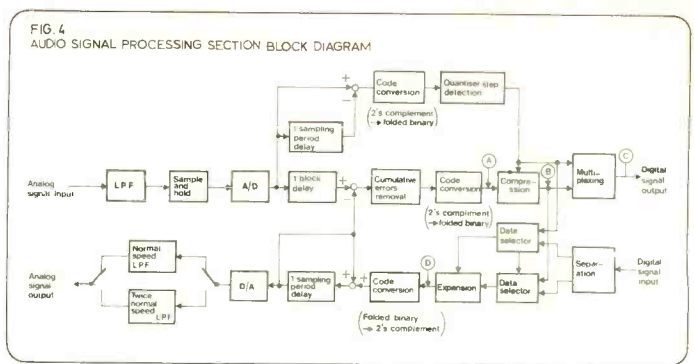 FIG. 4
AUDIO SIGNAL PROCESSING SECTION BLOCK DIAGRAM
Code
conversion
Quantiser step
detection
(2's complement
→ folded binary)
1 sampling
period
delay
Analog
signal input
LPF
Sample
and
hold
A/D
1 block
delay
Cumulative
errors
removal
Code
conversion
A
Compre-
ssion
B
Multi-
plexing
C
Digital
signal
output
(2's compliment
→ folded binary)
Data
selector
Analog
signal
output
Normal
speed
LPF
Twice
normal
speed LPF
D/A
1 sampling
period
delay
Code
conversion
D
Expansion
Data
selector
Separ-
ation
Digital
signal
input
(Folded binary
→ 2's complement)
+
−
+
−
+
+